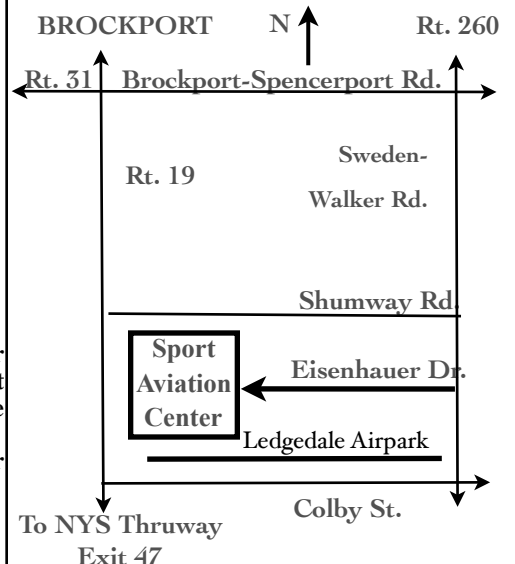 BROCKPORT N Rt. 260
Rt. 31 Brockport-Spencerport Rd.
Sweden-
Walker Rd.
Rt. 19
Shumway Rd.
Sport
Aviation
Center
Eisenhauer Dr.
Ledgedale Airpark
Colby St.
To NYS Thruway
Exit 47